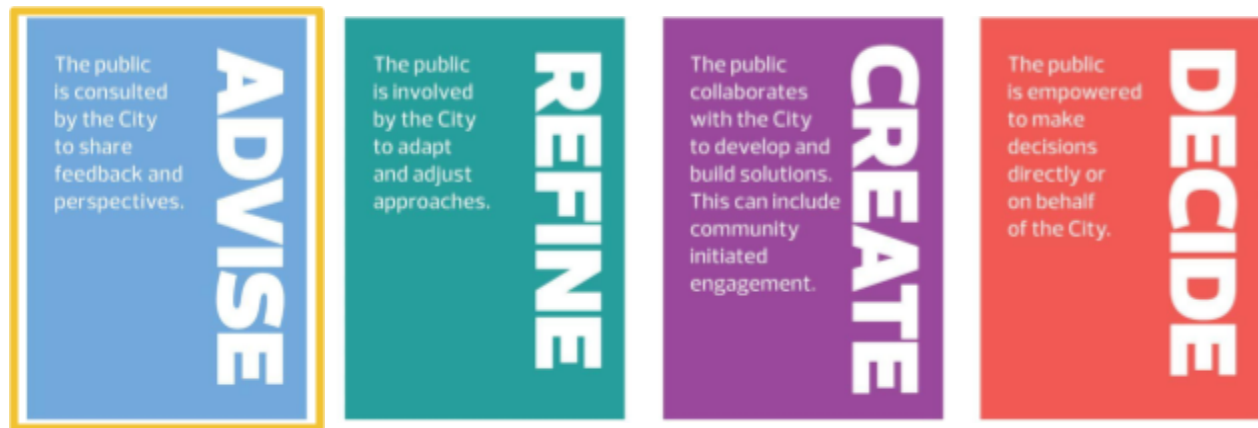 The public
is consulted
by the City
to share
feedback and
perspectives.
ADVISE
The public
is involved
by the City
to adapt
and adjust
approaches.
REFINE
The public
collaborates
with the City
to develop and
build solutions.
This can include
community
initiated
engagement.
CREATE
The public
is empowered
to make
decisions
directly or
on behalf
of the City.
DECIDE